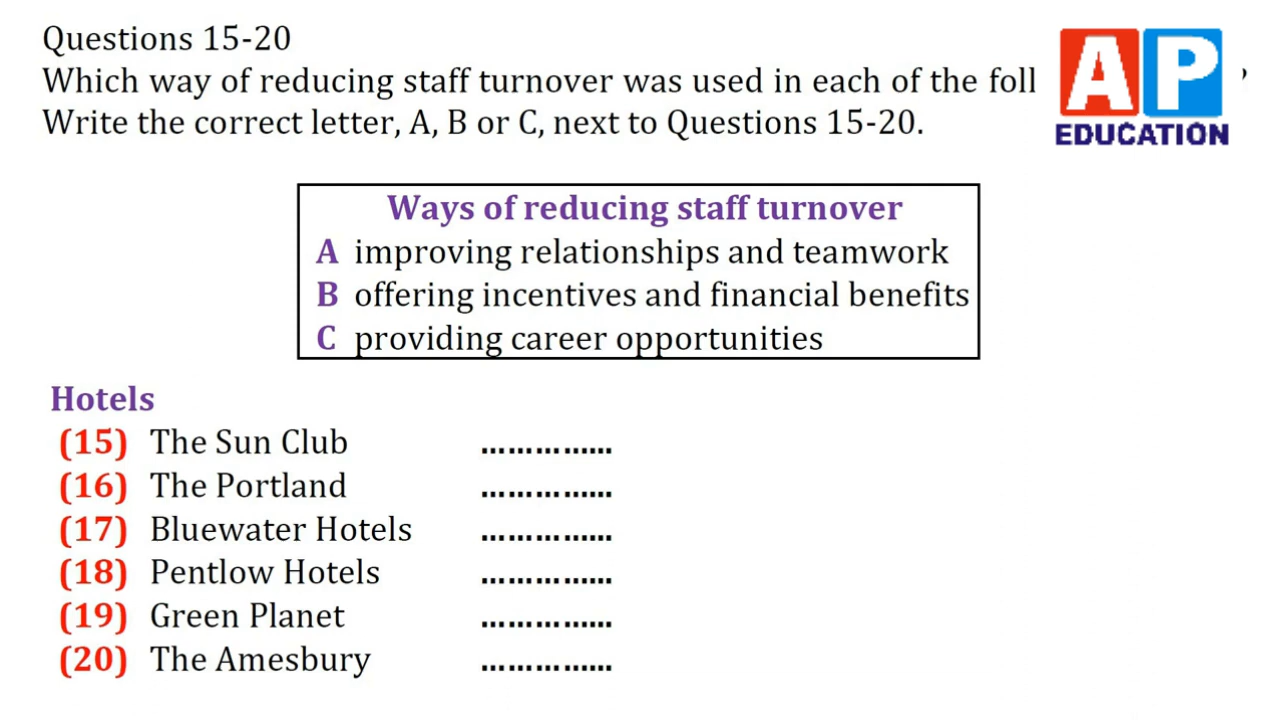 Questions 15-20
Which way of reducing staff turnover was used in each of the
Write the correct letter, A, B or C, next to Questions 15-20.
AP
EDUCATION
Ways of reducing staff turnover
A improving relationships and teamwork
B offering incentives and financial benefits
C providing career opportunities
Hotels
(15) The Sun Club ...............
(16) The Portland ...............
(17) Bluewater Hotels ...............
(18) Pentlow Hotels ...............
(19) Green Planet ...............
(20) The Amesbury ...............